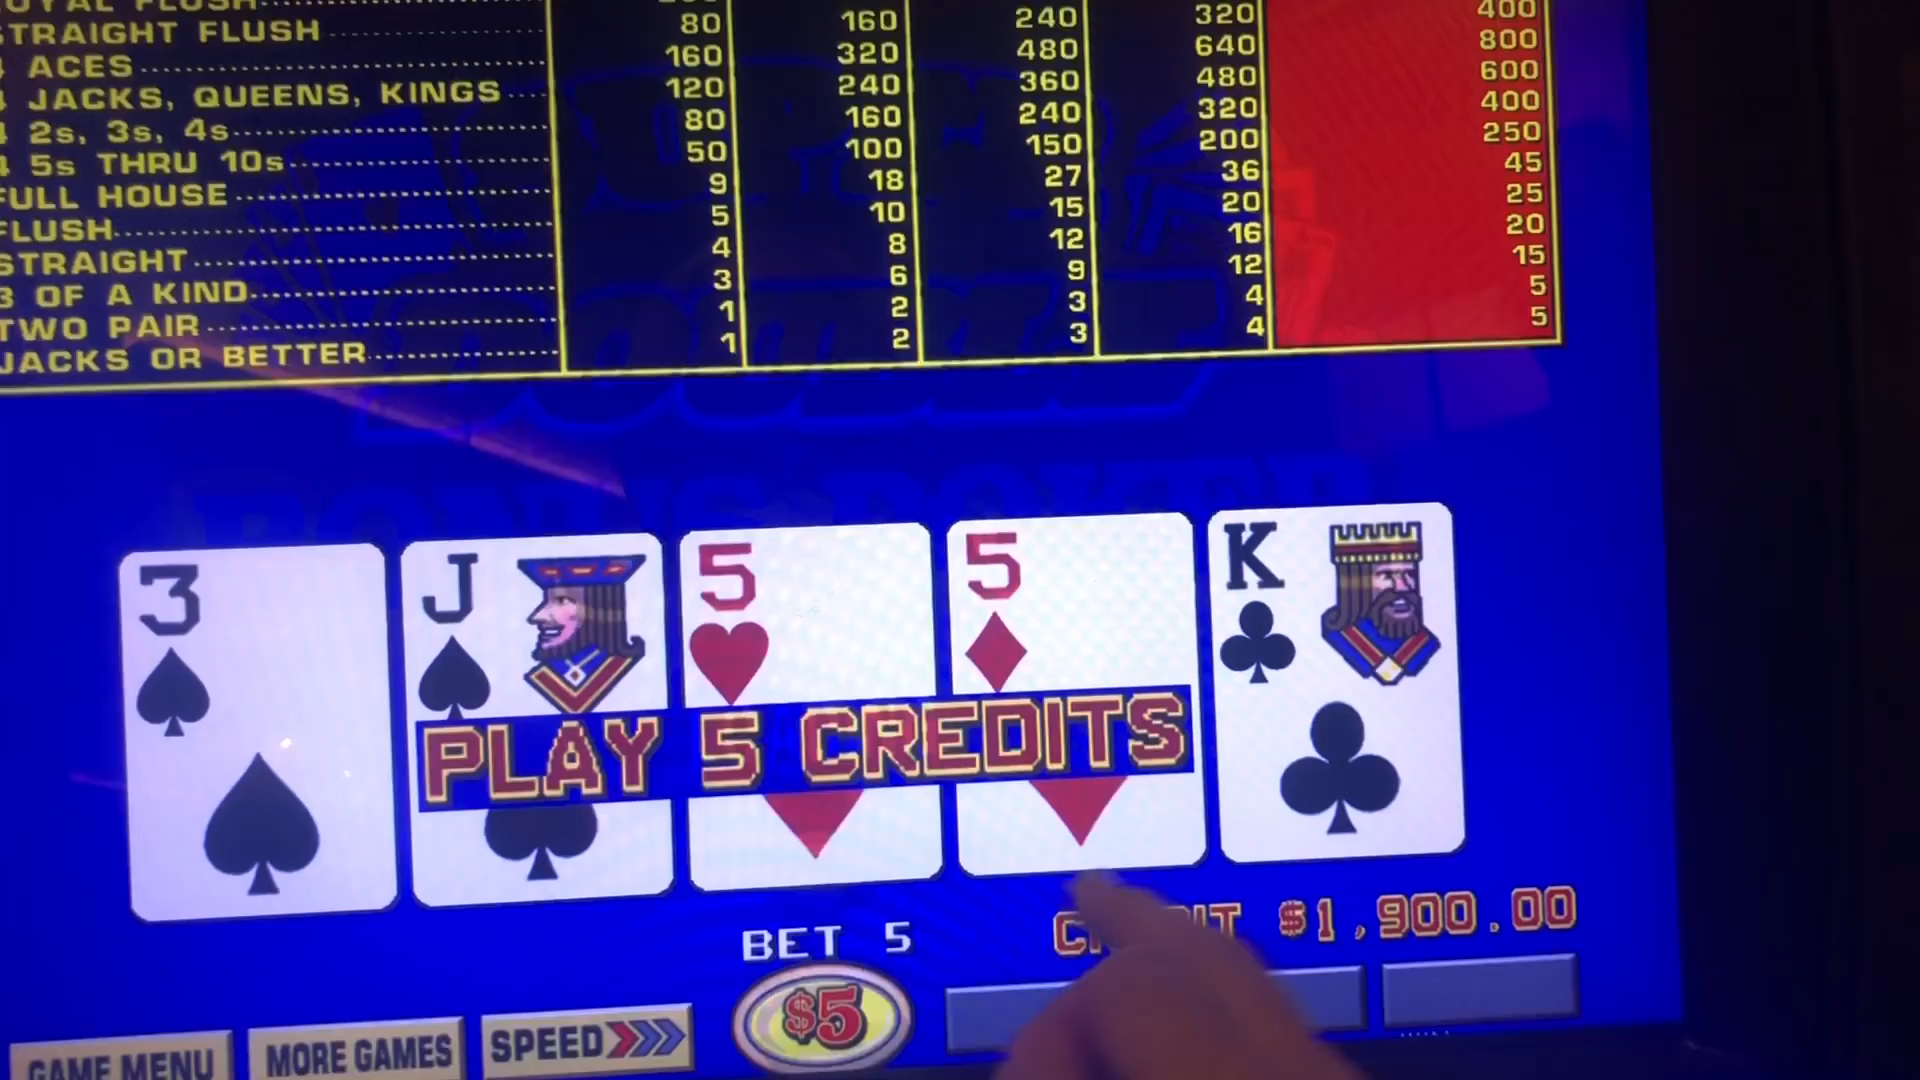 STRAIGHT FLUSH 80 160 240 320 400
4 ACES 160 320 480 640 800
4 JACKS, QUEENS, KINGS 120 240 360 480 600
4 2s, 3s, 4s 80 160 240 320 400
4 5s THRU 10s 50 100 150 200 250
FULL HOUSE 9 18 27 36 45
FLUSH 5 10 15 20 25
STRAIGHT 4 8 12 16 20
3 OF A KIND 3 6 9 12 15
TWO PAIR 1 2 3 4 5
JACKS OR BETTER 1 2 3 4 5
3 J 5 5 K
PLAY 5 CREDITS
BET 5 $1,900.00
GAME MENU MORE GAMES SPEED $5